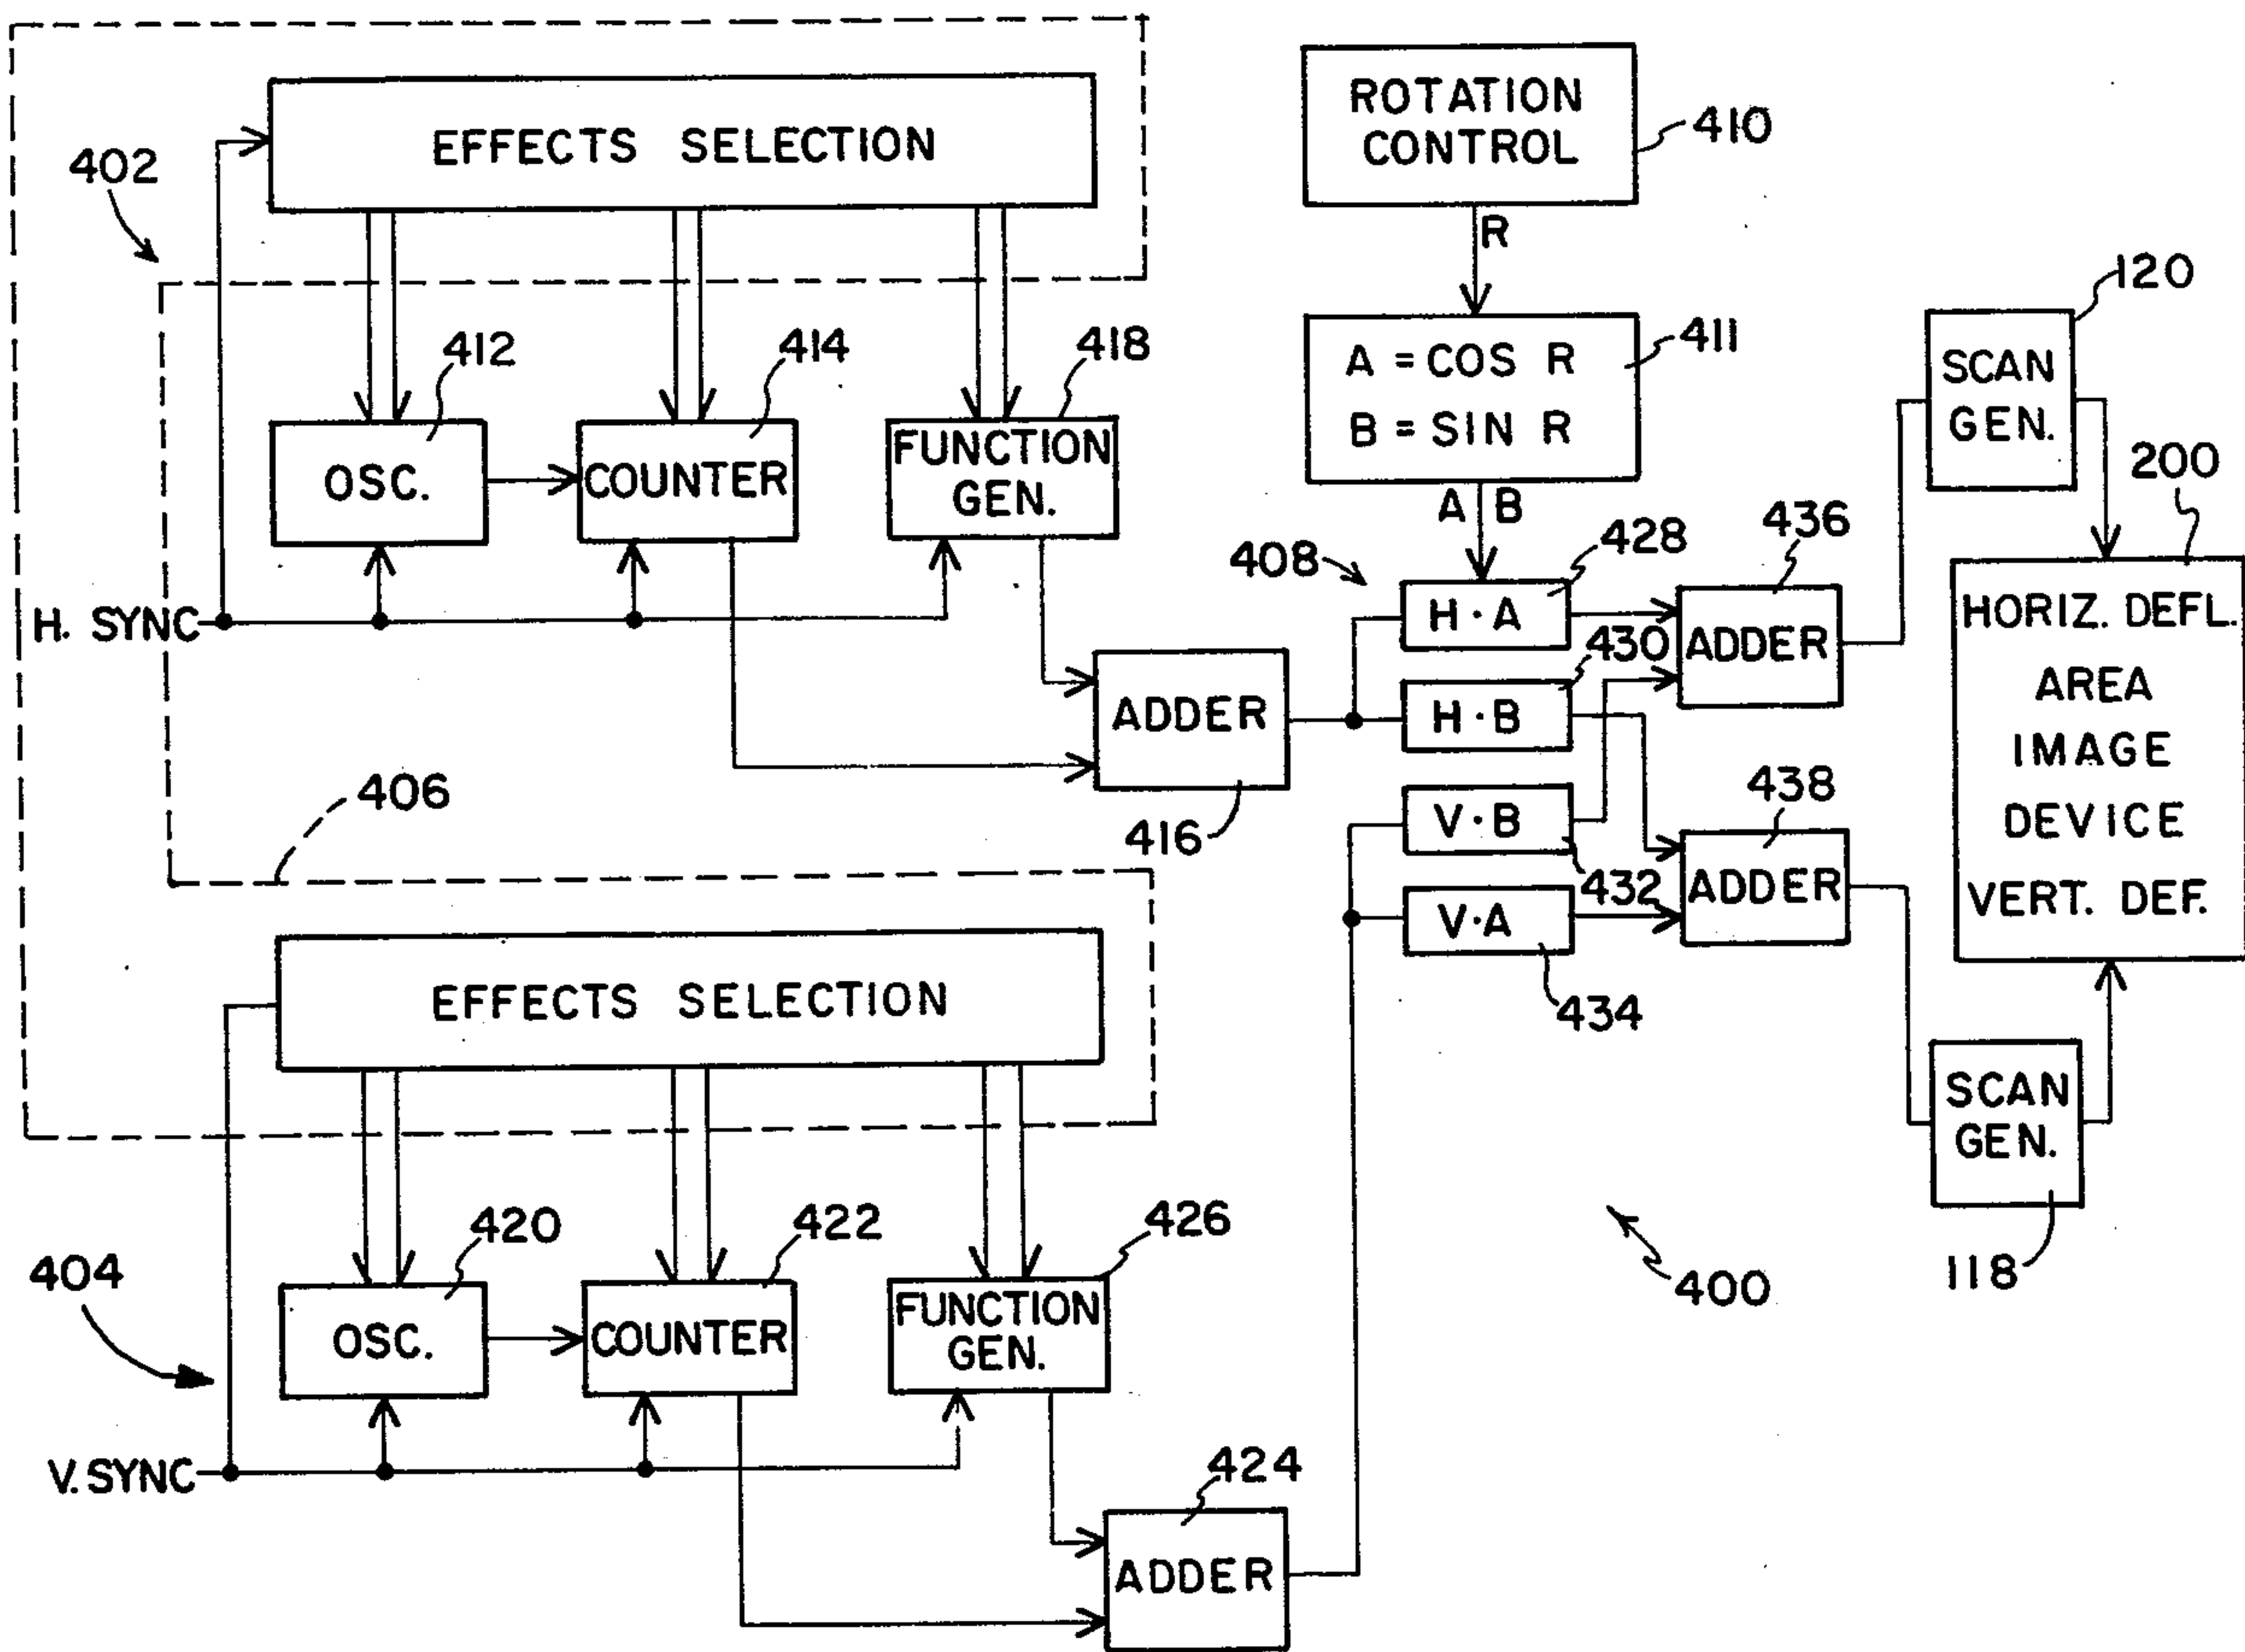 EFFECTS SELECTION
402
412
414
418
OSC.
COUNTER
FUNCTION
GEN.
H. SYNC
ADDER
416
406
EFFECTS SELECTION
404
420
422
426
OSC.
COUNTER
FUNCTION
GEN.
V. SYNC
424
ADDER
ROTATION
CONTROL
410
R
A = COS R
B = SIN R
411
A B
408
H · A
428
H · B
430
V · B
432
V · A
434
436
ADDER
438
ADDER
120
SCAN
GEN.
200
HORIZ. DEFL.
AREA
IMAGE
DEVICE
VERT. DEF.
SCAN
GEN.
118
400